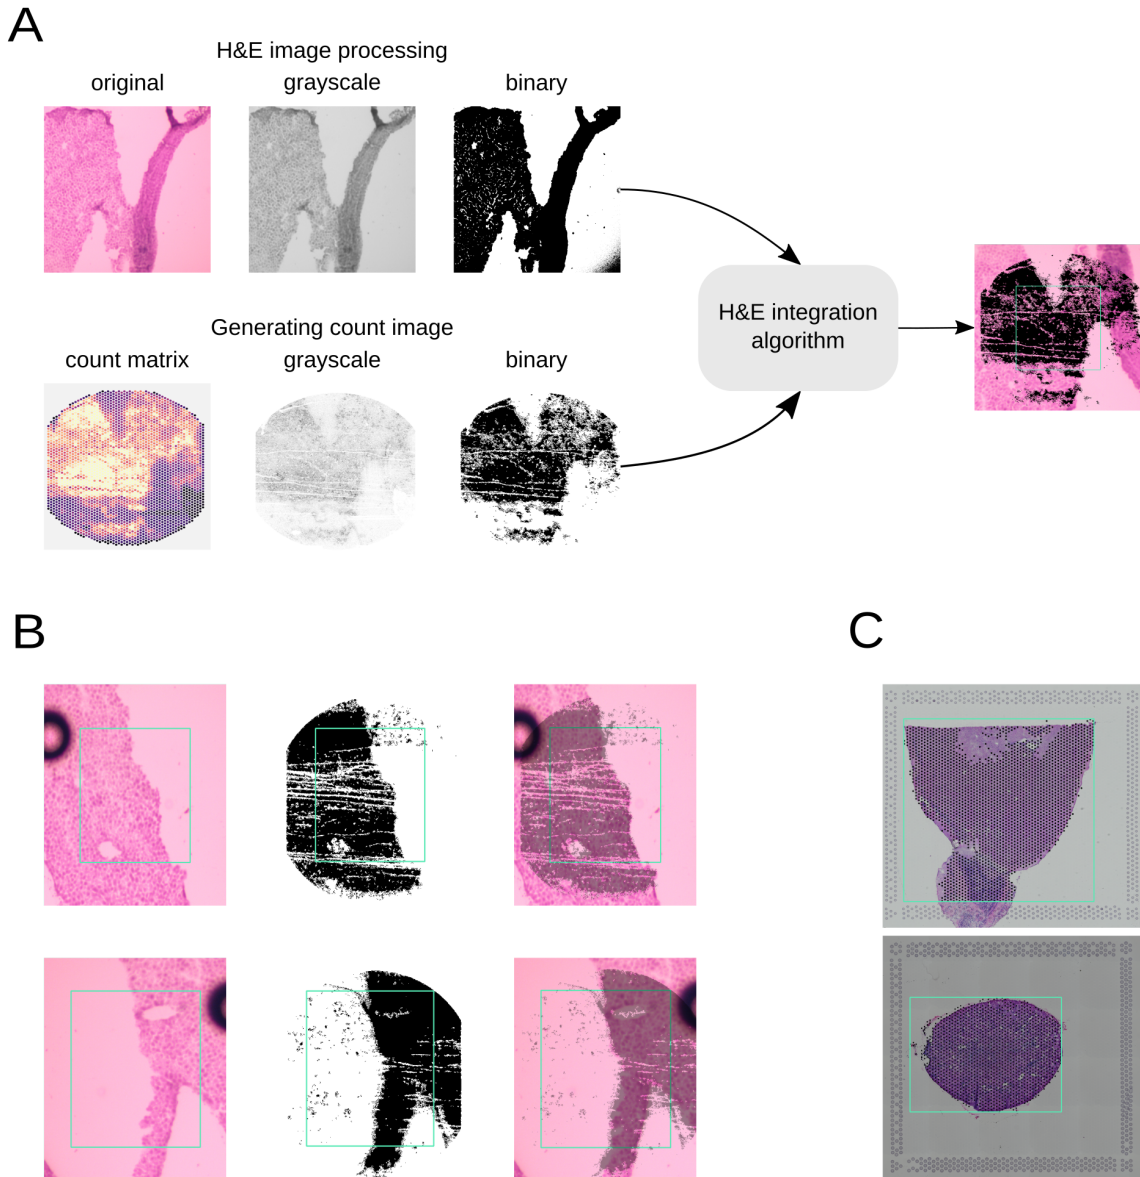 A
H&E image processing
original
grayscale
binary
Generating count image
count matrix
grayscale
binary
H&E integration
algorithm
B
C